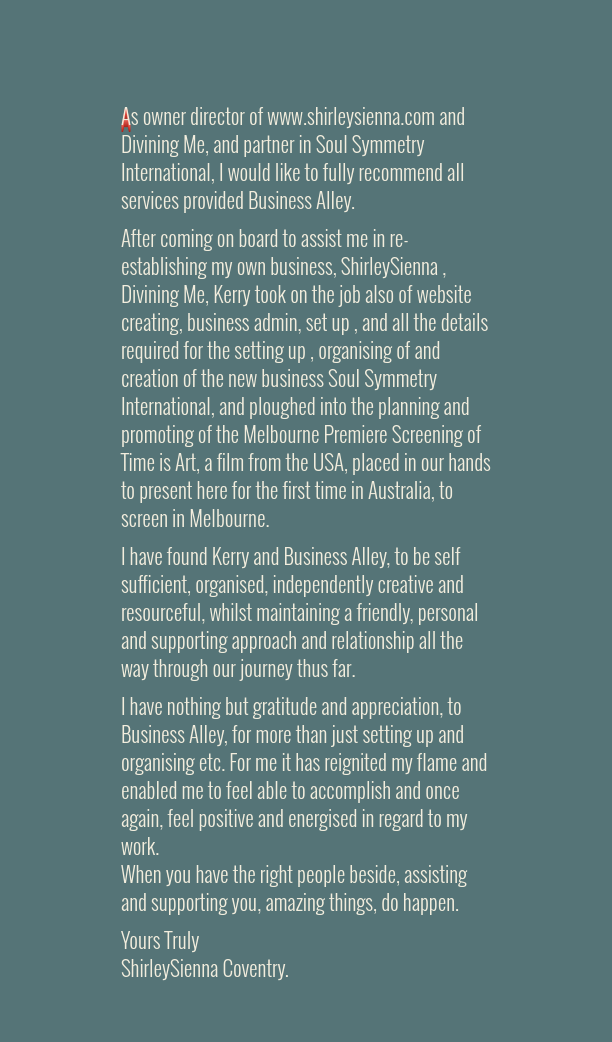 As owner director of www.shirleysienna.com and
Divining Me, and partner in Soul Symmetry
International, I would like to fully recommend all
services provided Business Alley.
After coming on board to assist me in re-
establishing my own business, ShirleySienna ,
Divining Me, Kerry took on the job also of website
creating, business admin, set up , and all the details
required for the setting up , organising of and
creation of the new business Soul Symmetry
International, and ploughed into the planning and
promoting of the Melbourne Premiere Screening of
Time is Art, a film from the USA, placed in our hands
to present here for the first time in Australia, to
screen in Melbourne.
I have found Kerry and Business Alley, to be self
sufficient, organised, independently creative and
resourceful, whilst maintaining a friendly, personal
and supporting approach and relationship all the
way through our journey thus far.
I have nothing but gratitude and appreciation, to
Business Alley, for more than just setting up and
organising etc. For me it has reignited my flame and
enabled me to feel able to accomplish and once
again, feel positive and energised in regard to my
work.
When you have the right people beside, assisting
and supporting you, amazing things, do happen.
Yours Truly
ShirleySienna Coventry.